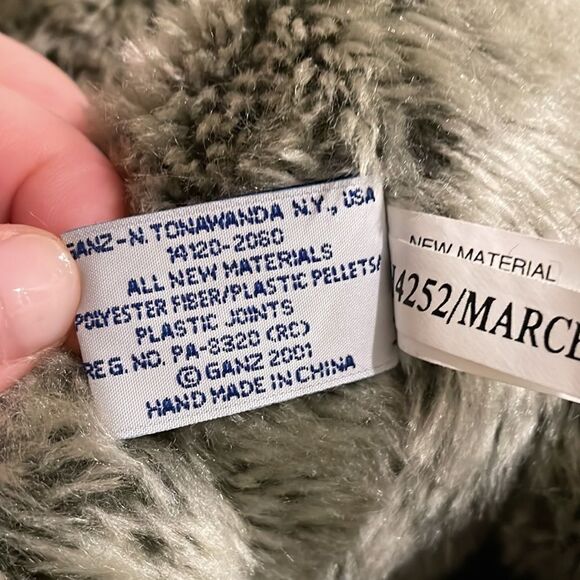 GANZ-N.TONAWANDA N.Y., USA
14120-2060
ALL NEW MATERIALS
POLYESTER FIBER/PLASTIC PELLETS/
PLASTIC JOINTS
REG. NO. PA-8320 (RC)
© GANZ 2001
HAND MADE IN CHINA
NEW MATERIAL
4252/MARCE